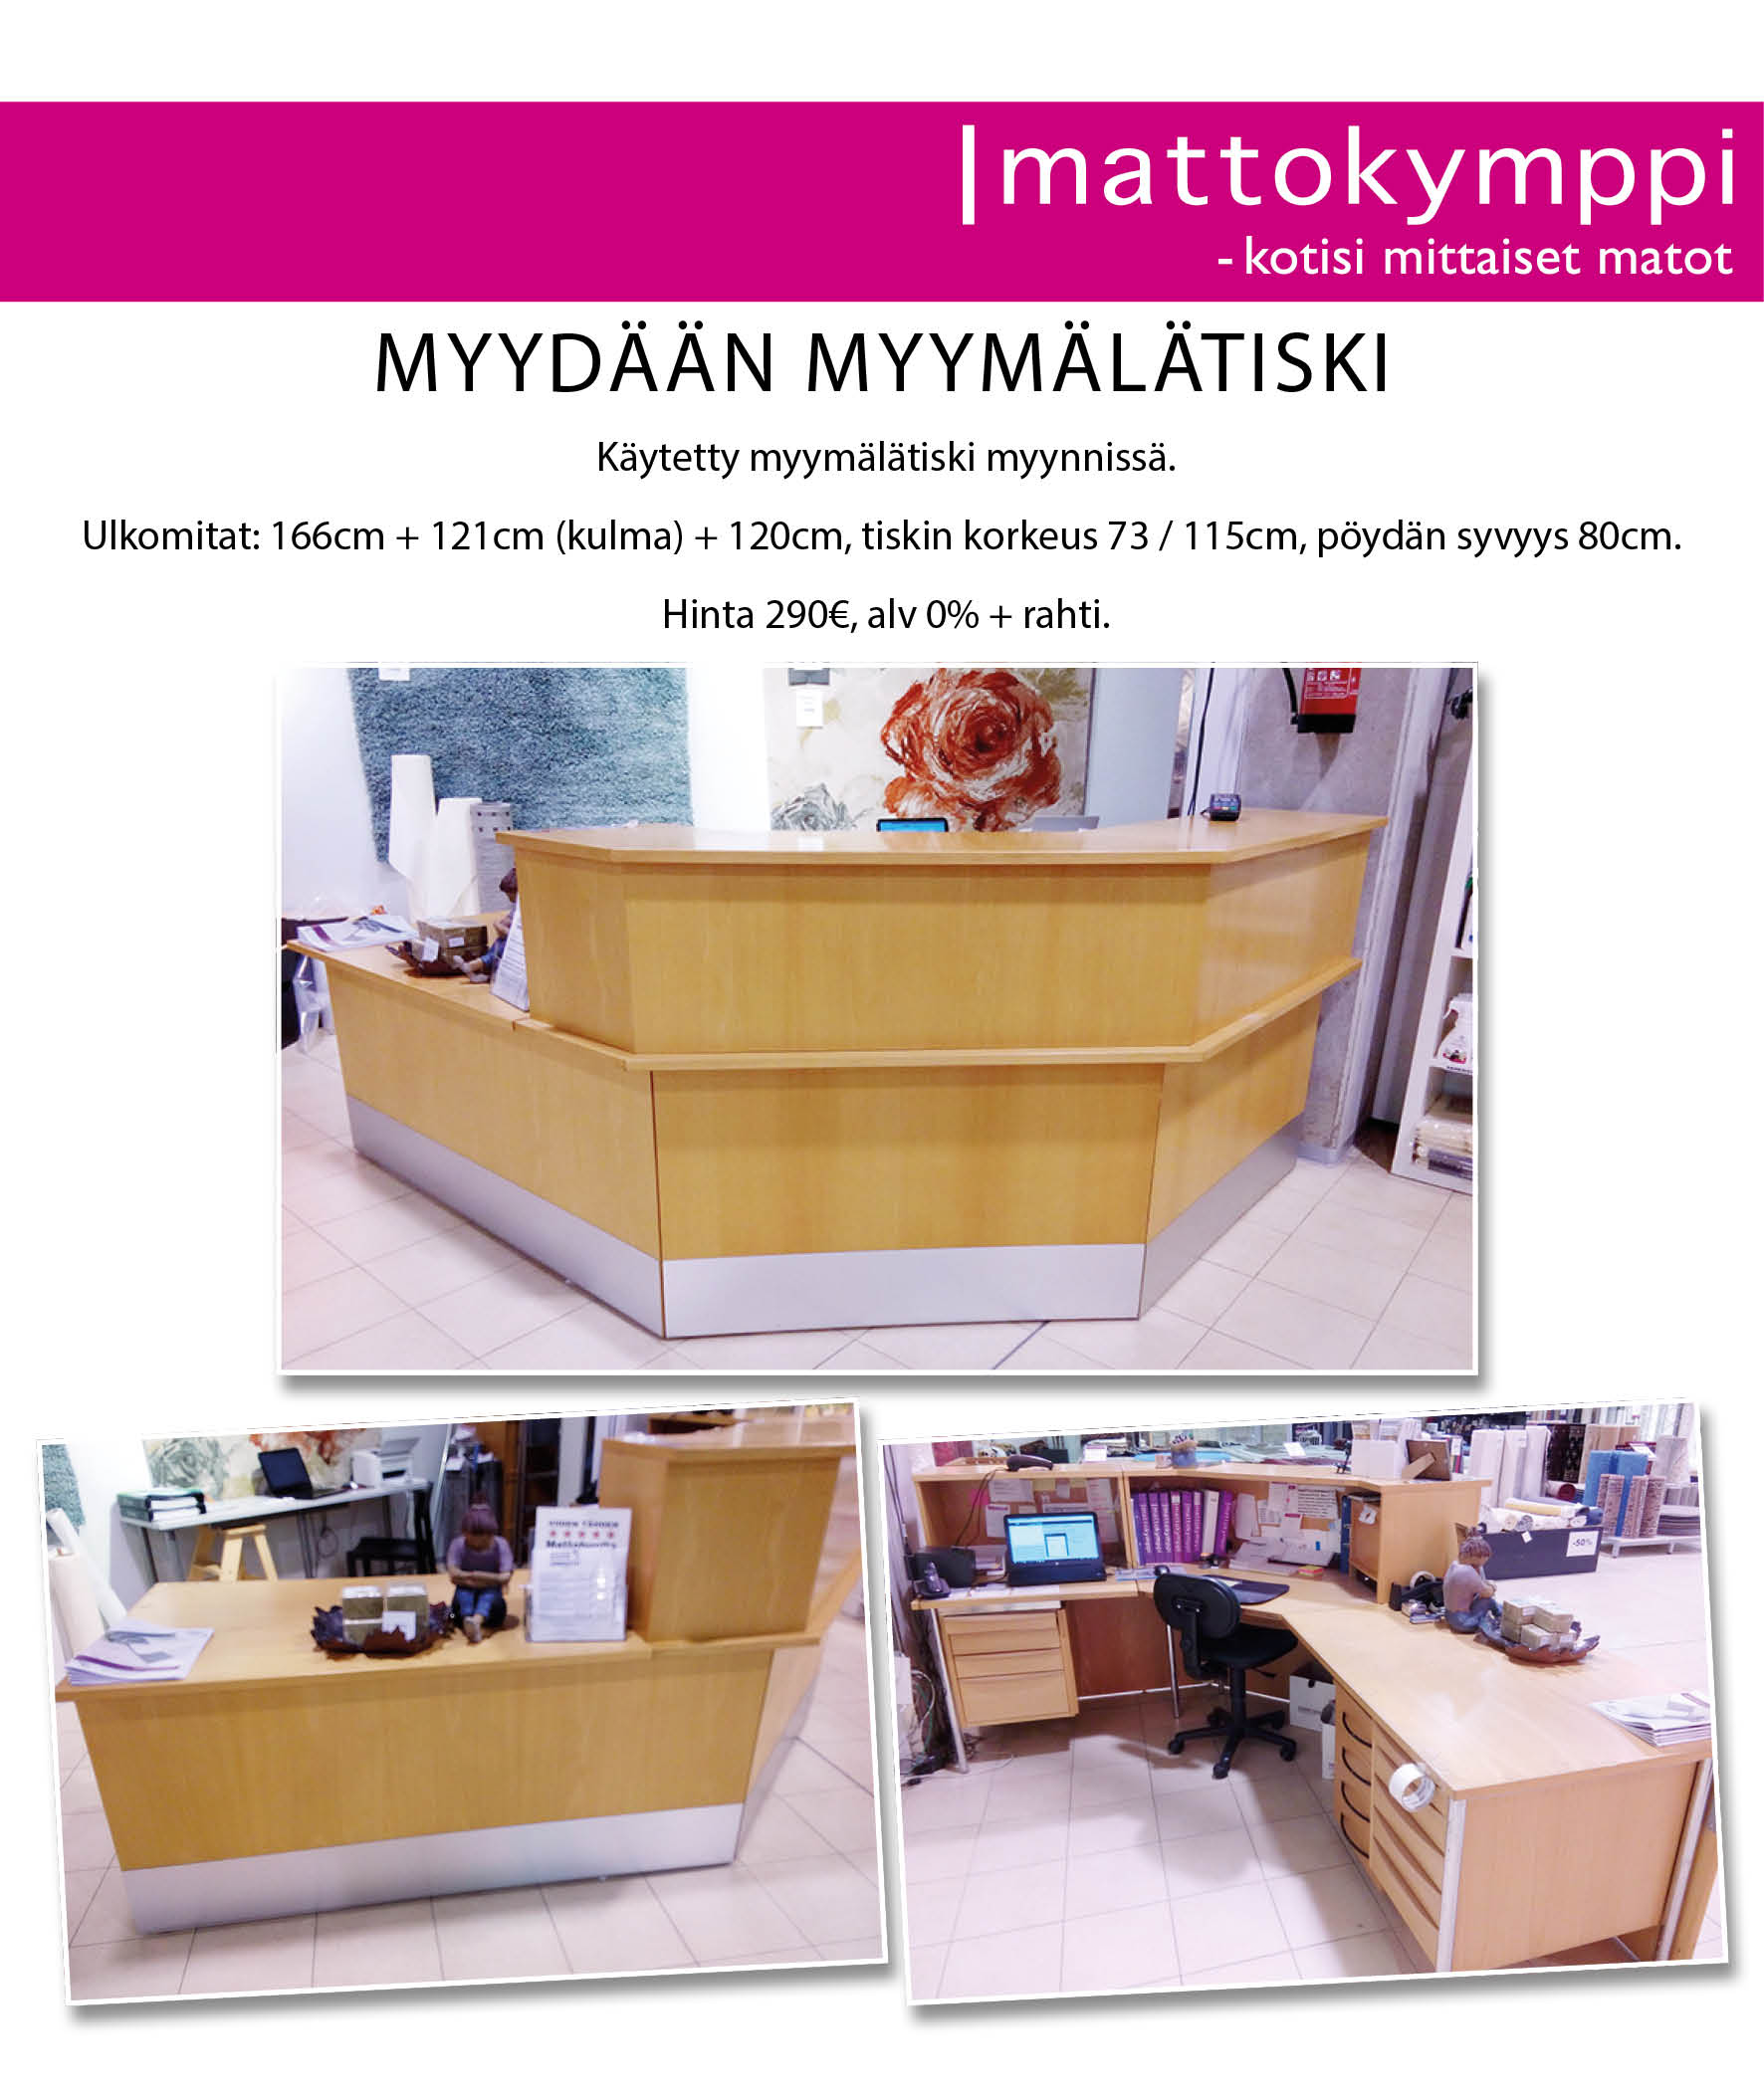 mattokymppi
- kotisi mittaiset matot
MYYDÄÄN MYYMÄLÄTISKI
Käytetty myymälätiski myynnissä.
Ulkomitat: 166cm + 121cm (kulma) + 120cm, tiskin korkeus 73 / 115cm, pöydän syvyys 80cm.
Hinta 290€, alv 0% + rahti.
-50%